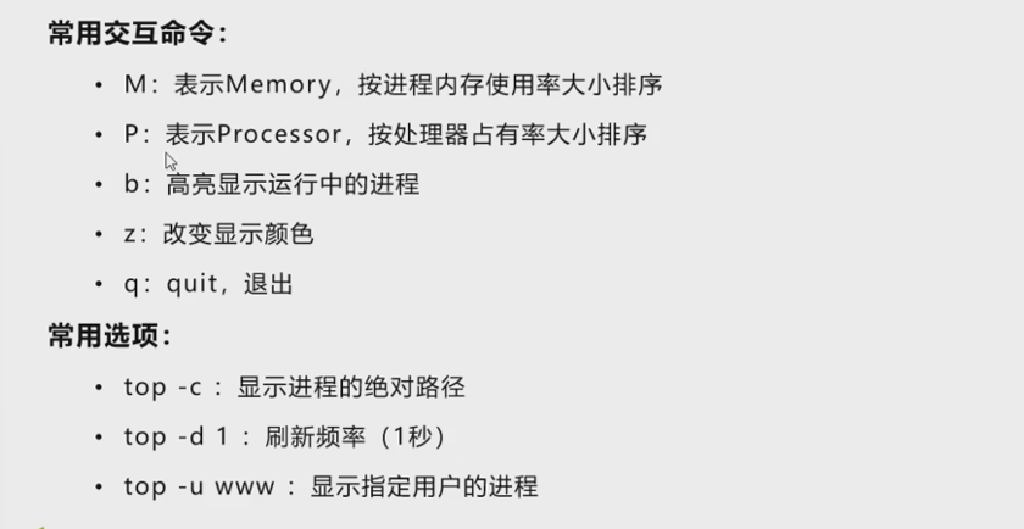 常用交互命令：
• M：表示Memory，按进程内存使用率大小排序
• P：表示Processor，按处理器占有率大小排序
• b：高亮显示运行中的进程
• z：改变显示颜色
• q：quit，退出
常用选项：
• top -c ：显示进程的绝对路径
• top -d 1 ：刷新频率（1秒）
• top -u www ：显示指定用户的进程